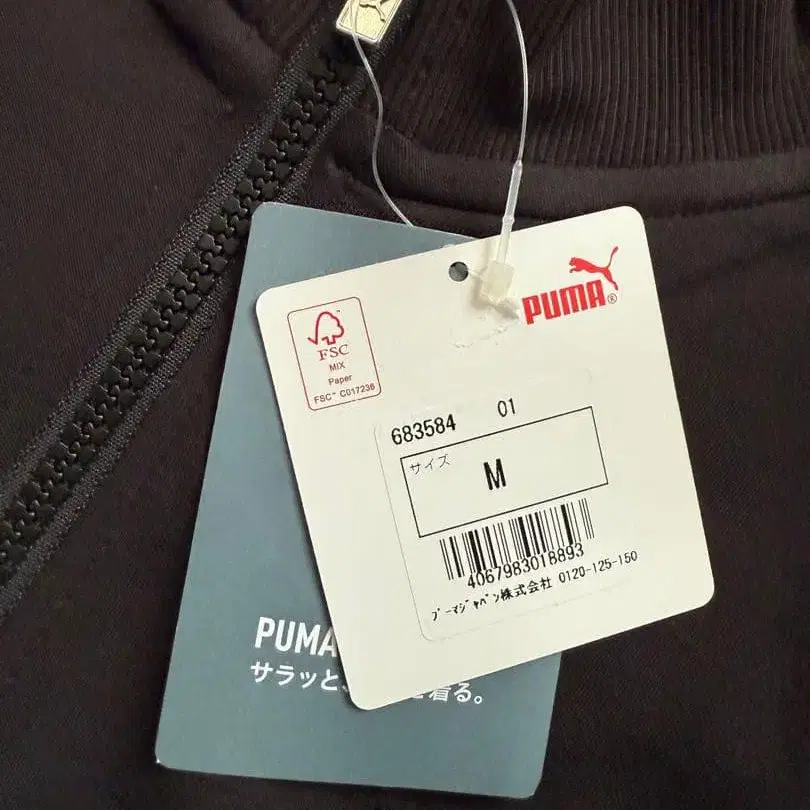 PUMA®
FSC
MIX
Paper
FSC™ C017236
683584 01
サイズ
M
4067983018893
プーマジャパン株式会社 0120-125-150
PUMA
サラッと、
着る。